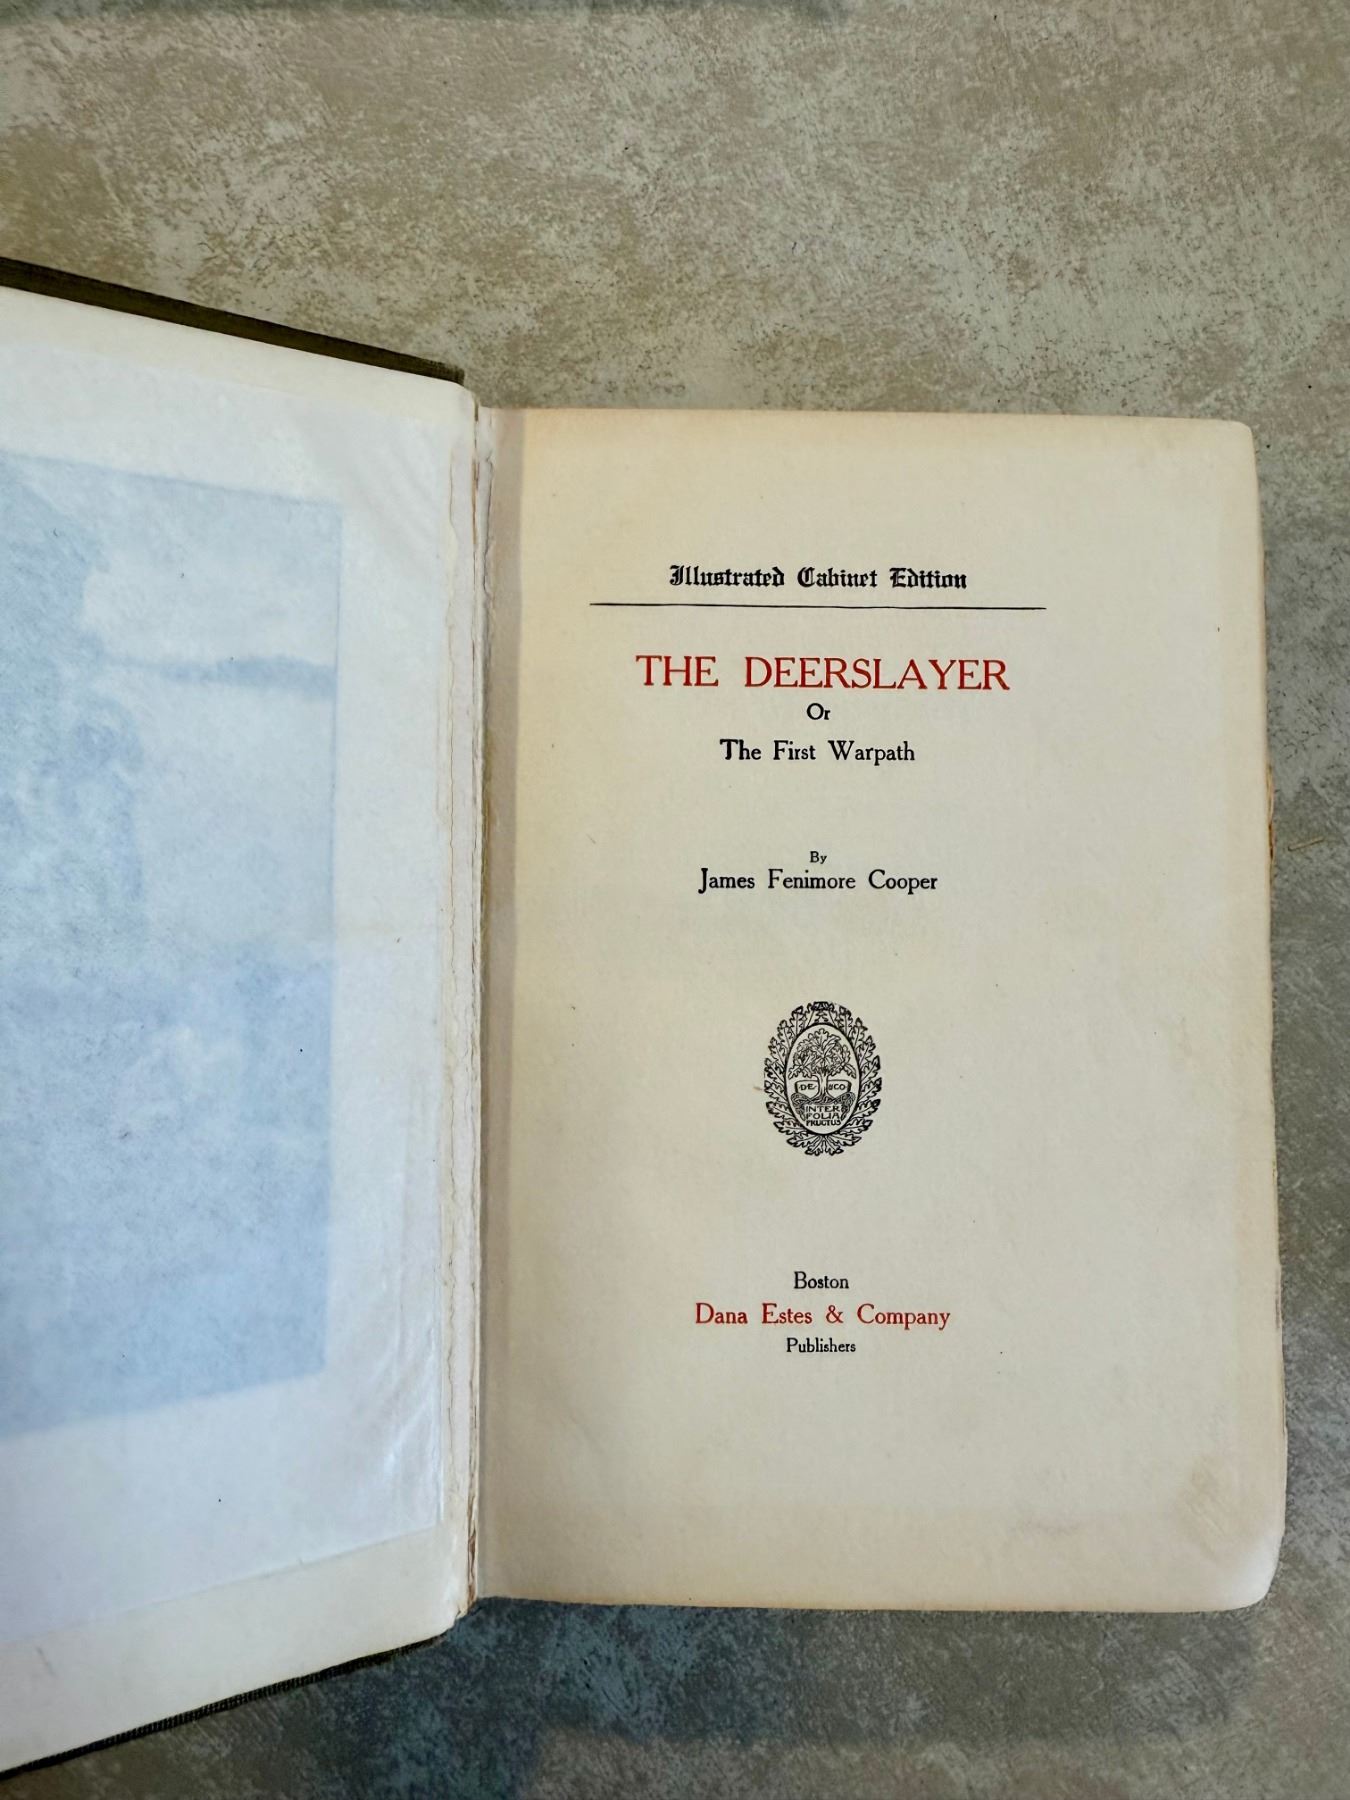 Illustrated Cabinet Edition
THE DEERSLAYER
Or
The First Warpath
By
James Fenimore Cooper
DE & CO
INTER
FOLIA
FRUCTUS
Boston
Dana Estes & Company
Publishers